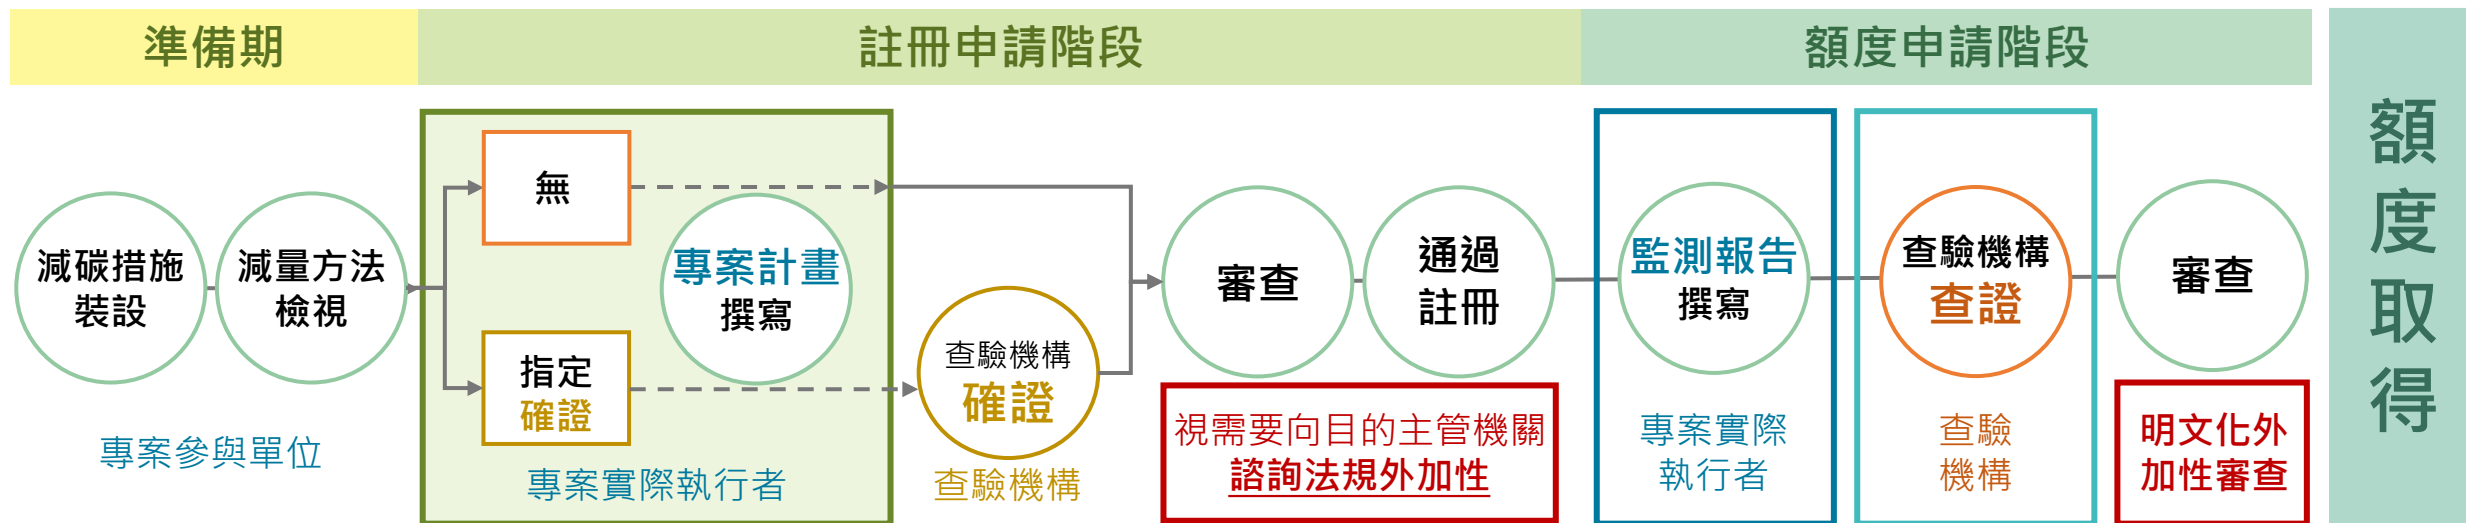 準備期
註冊申請階段
額度申請階段
減碳措施
裝設
減量方法
檢視
專案參與單位
無
指定
確證
專案計畫
撰寫
專案實際執行者
查驗機構
確證
查驗機構
審查
通過
註冊
視需要向目的主管機關
諮詢法規外加性
監測報告
撰寫
專案實際
執行者
查驗機構
查證
查驗
機構
審查
明文化外
加性審查
額度取得